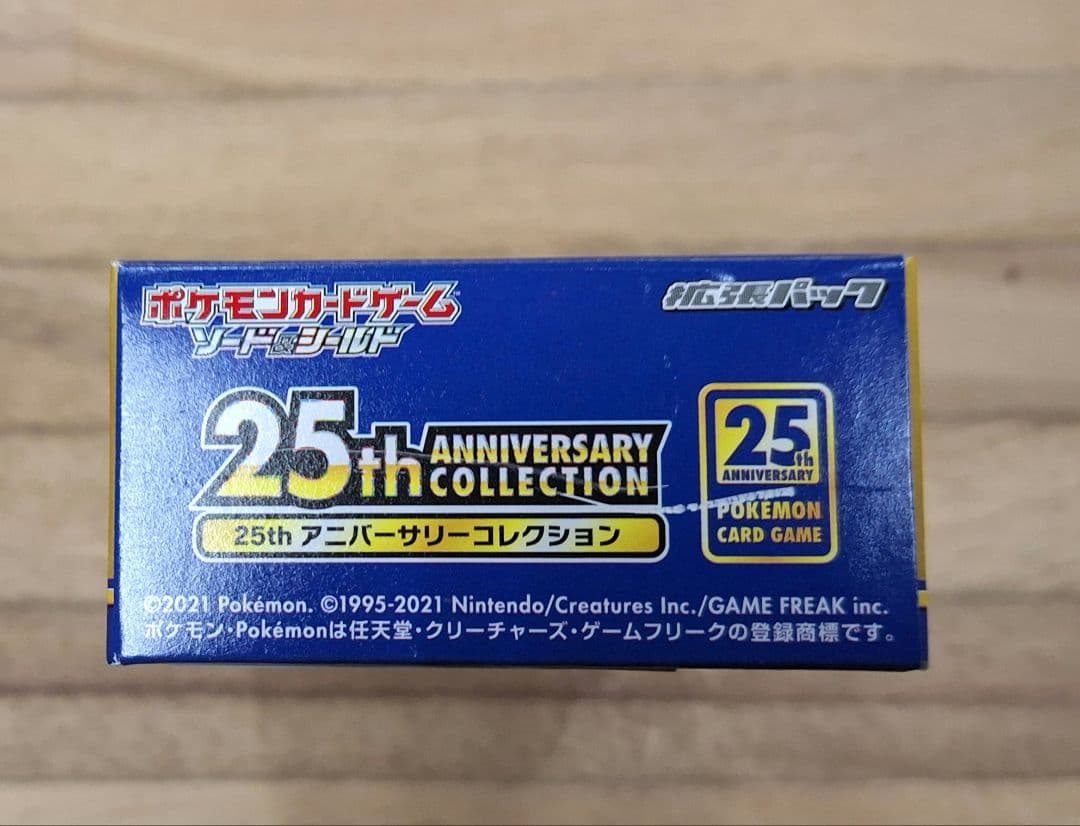 ポケモンカードゲーム™
ソード&シールド
拡張パック
25th ANNIVERSARY COLLECTION
25th アニバーサリーコレクション
25th
ANNIVERSARY
POKÉMON
CARD GAME
©2021 Pokémon. ©1995-2021 Nintendo/Creatures Inc./GAME FREAK inc.
ポケモン・Pokémonは任天堂・クリーチャーズ・ゲームフリークの登録商標です。